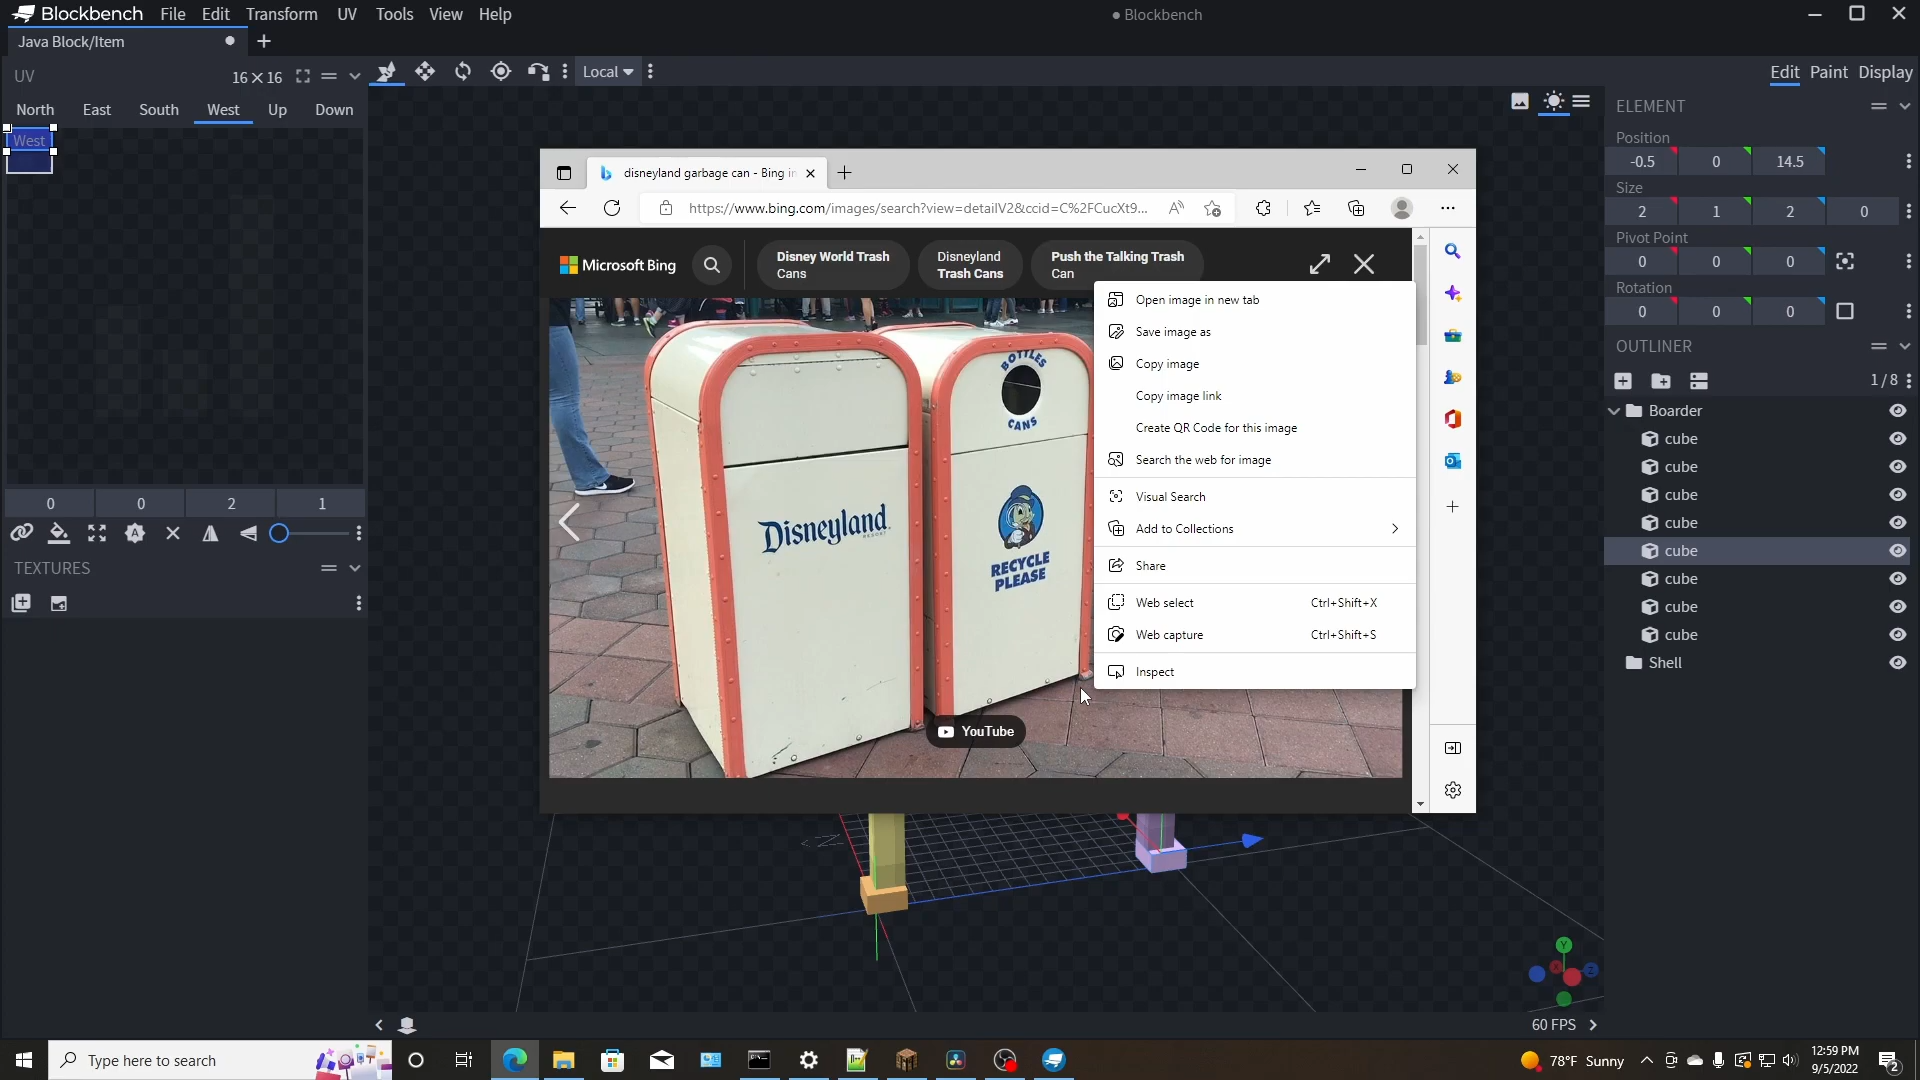 Blockbench File Edit Transform UV Tools View Help
● Blockbench
Java Block/Item
UV 16×16
Local
Edit Paint Display
North East South West Up Down
West
0 0 2 1
TEXTURES
disneyland garbage can - Bing in
https://www.bing.com/images/search?view=detailV2&ccid=C%2FCucXt9...
Microsoft Bing
Disney World Trash
Cans
Disneyland
Trash Cans
Push the Talking Trash
Can
BOTTLES
CANS
Disneyland
RESORT
RECYCLE
PLEASE
YouTube
Open image in new tab
Save image as
Copy image
Copy image link
Create QR Code for this image
Search the web for image
Visual Search
Add to Collections
Share
Web select Ctrl+Shift+X
Web capture Ctrl+Shift+S
Inspect
ELEMENT
Position
-0.5 0 14.5
Size
2 1 2 0
Pivot Point
0 0 0
Rotation
0 0 0
OUTLINER
1 / 8
Boarder
cube
cube
cube
cube
cube
cube
cube
cube
Shell
Y
X
Z
60 FPS
Type here to search
78°F Sunny
12:59 PM
9/5/2022
2